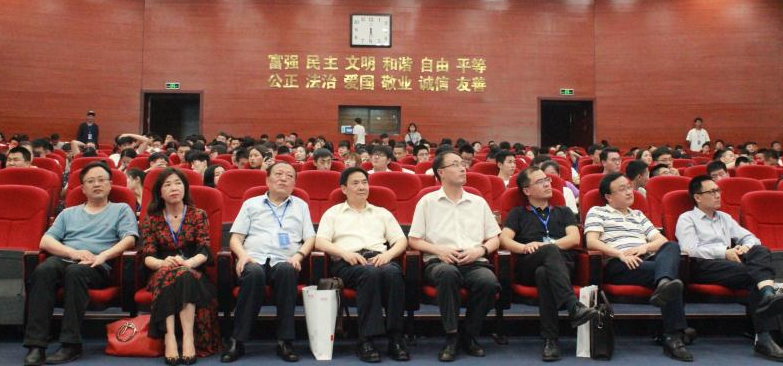 富强 民主 文明 和谐 自由 平等
公正 法治 爱国 敬业 诚信 友善